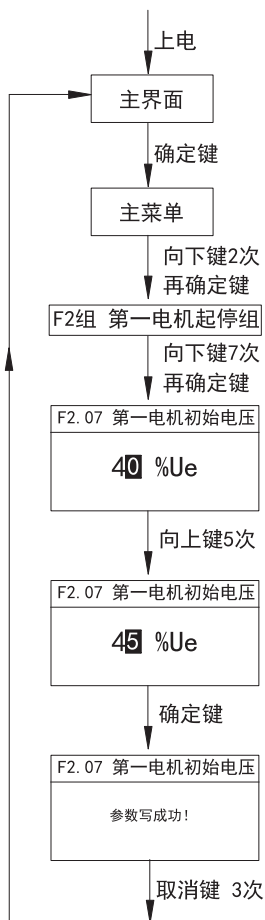 上电
主界面
确定键
主菜单
向下键2次
再确定键
F2组 第一电机起停组
向下键7次
再确定键
F2.07 第一电机初始电压
40 %Ue
向上键5次
F2.07 第一电机初始电压
45 %Ue
确定键
F2.07 第一电机初始电压
参数写成功!
取消键 3次